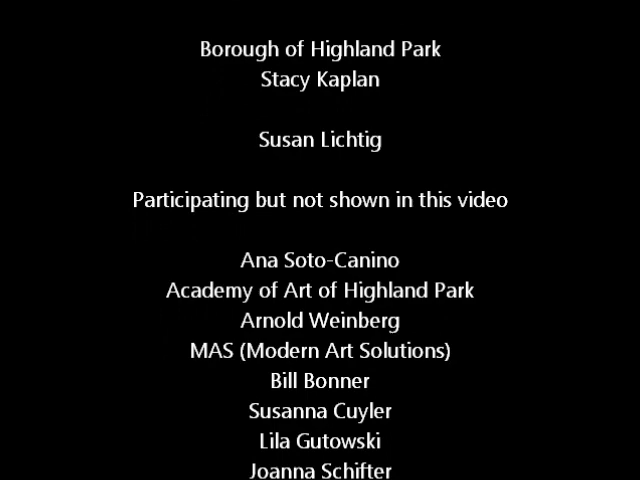 Borough of Highland Park
Stacy Kaplan
Susan Lichtig
Participating but not shown in this video
Ana Soto-Canino
Academy of Art of Highland Park
Arnold Weinberg
MAS (Modern Art Solutions)
Bill Bonner
Susanna Cuyler
Lila Gutowski
Joanna Schifter